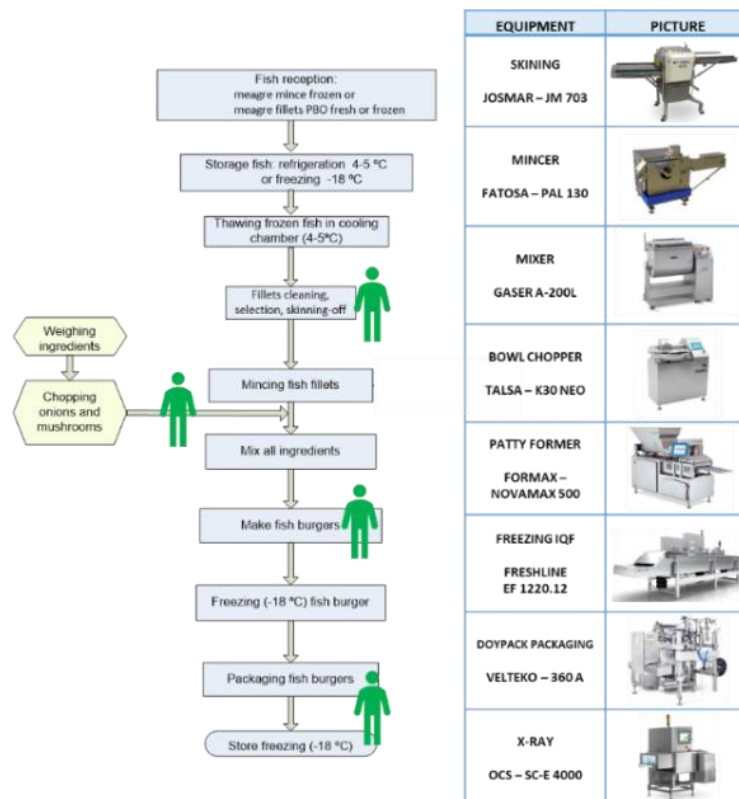 Fish reception:
meagre mince frozen or
meagre fillets PBO fresh or frozen
Storage fish: refrigeration 4-5 ºC
or freezing -18 ºC
Thawing frozen fish in cooling
chamber (4-5ºC)
Fillets cleaning,
selection, skinning-off
Weighing
ingredients
Chopping
onions and
mushrooms
Mincing fish fillets
Mix all ingredients
Make fish burgers
Freezing (-18 ºC) fish burger
Packaging fish burgers
Store freezing (-18 ºC)
EQUIPMENT PICTURE
SKINING
JOSMAR – JM 703
MINCER
FATOSA – PAL 130
MIXER
GASER A-200L
BOWL CHOPPER
TALSA – K30 NEO
PATTY FORMER
FORMAX –
NOVAMAX 500
FREEZING IQF
FRESHLINE
EF 1220.12
DOYPACK PACKAGING
VELTEKO – 360 A
X-RAY
OCS – SC-E 4000